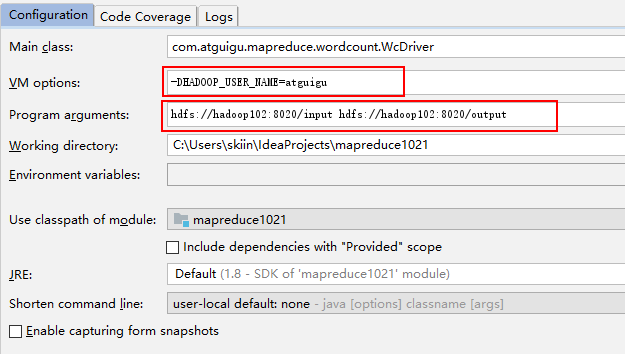 Configuration Code Coverage Logs
Main class: com.atguigu.mapreduce.wordcount.WcDriver
VM options: -DHADOOP_USER_NAME=atguigu
Program arguments: hdfs://hadoop102:8020/input hdfs://hadoop102:8020/output
Working directory: C:\Users\skiin\IdeaProjects\mapreduce1021
Environment variables:
Use classpath of module: mapreduce1021
Include dependencies with "Provided" scope
JRE: Default (1.8 - SDK of 'mapreduce1021' module)
Shorten command line: user-local default: none - java [options] classname [args]
Enable capturing form snapshots